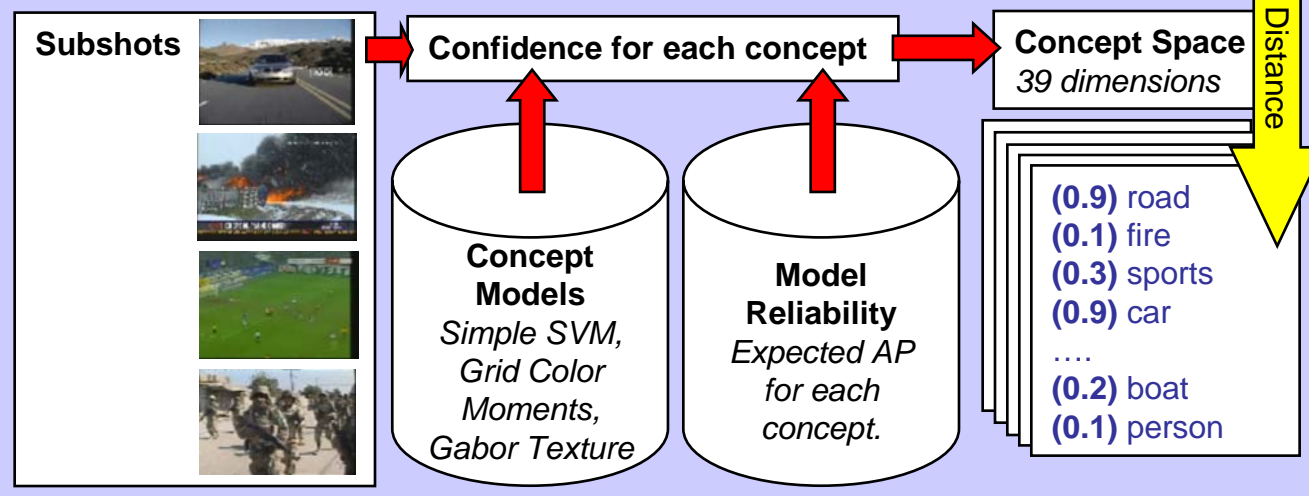 Subshots
Confidence for each concept
Concept Space
39 dimensions
Distance
Concept
Models
Simple SVM,
Grid Color
Moments,
Gabor Texture
Model
Reliability
Expected AP
for each
concept.
(0.9) road
(0.1) fire
(0.3) sports
(0.9) car
….
(0.2) boat
(0.1) person